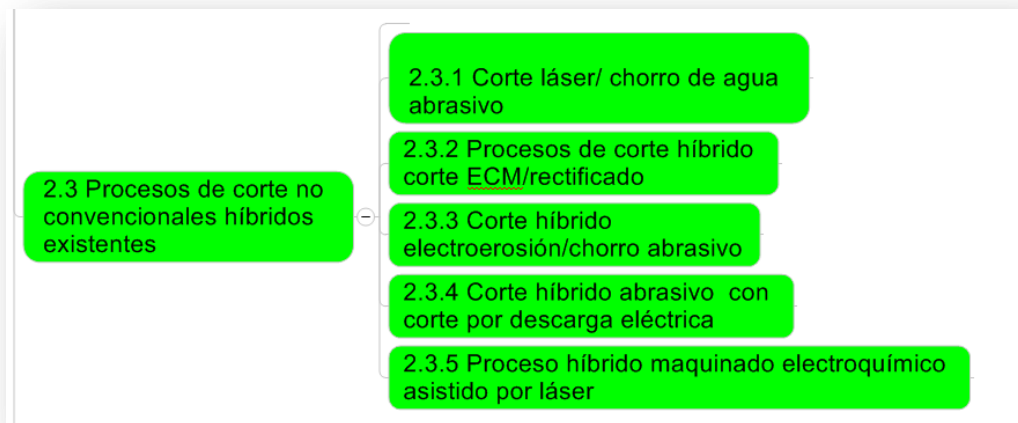 2.3 Procesos de corte no
convencionales híbridos
existentes
2.3.1 Corte láser/ chorro de agua
abrasivo
2.3.2 Procesos de corte híbrido
corte ECM/rectificado
2.3.3 Corte híbrido
electroerosión/chorro abrasivo
2.3.4 Corte híbrido abrasivo  con
corte por descarga eléctrica
2.3.5 Proceso híbrido maquinado electroquímico
asistido por láser